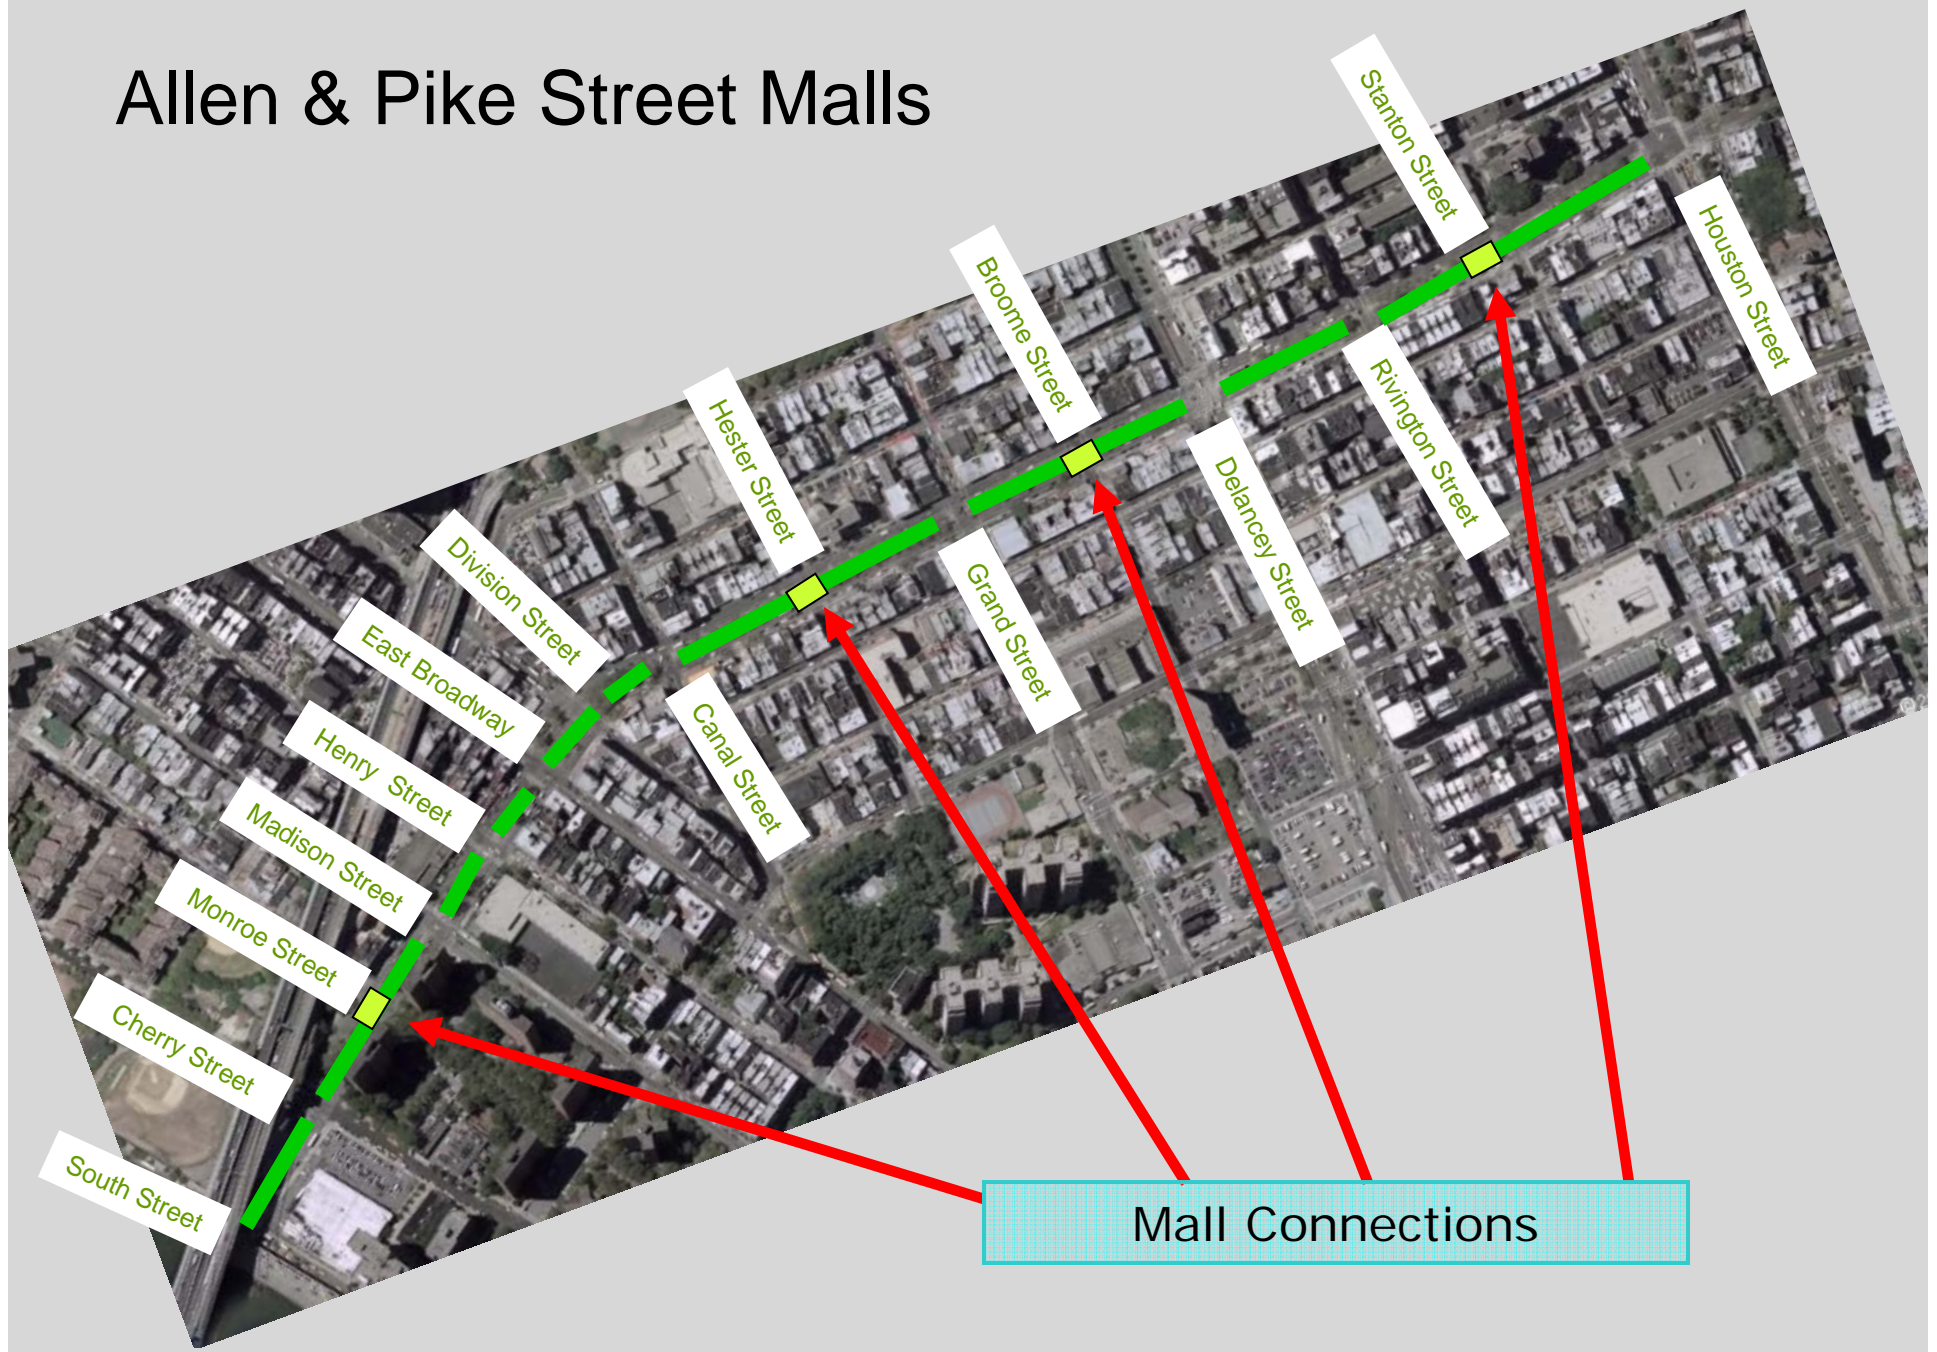 Allen & Pike Street Malls
Stanton Street
Houston Street
Broome Street
Rivington Street
Hester Street
Delancey Street
Division Street
Grand Street
East Broadway
Canal Street
Henry  Street
Madison Street
Monroe Street
Cherry Street
South Street
Mall Connections